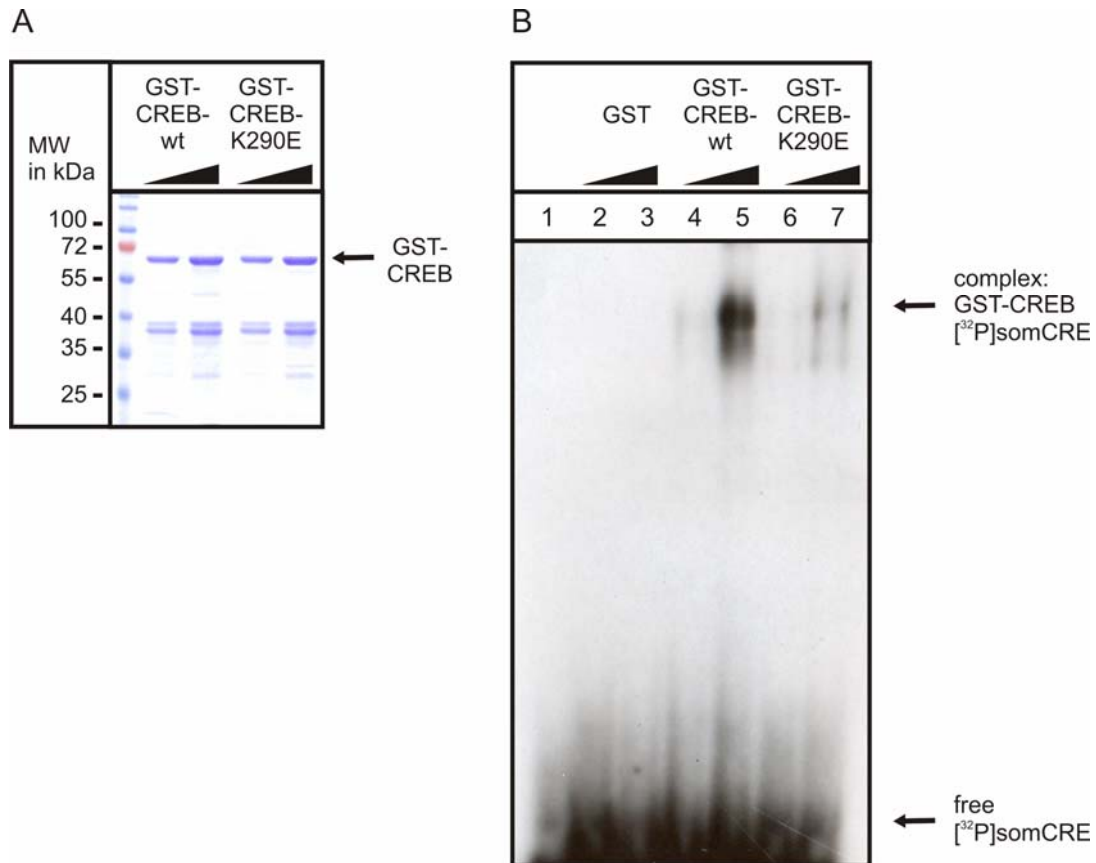 A
MW
in kDa
GST-
CREB-
wt
GST-
CREB-
K290E
100
72
55
40
35
25
GST-
CREB
B
GST
GST-
CREB-
wt
GST-
CREB-
K290E
1 2 3 4 5 6 7
complex:
GST-CREB
[³²P]somCRE
free
[³²P]somCRE